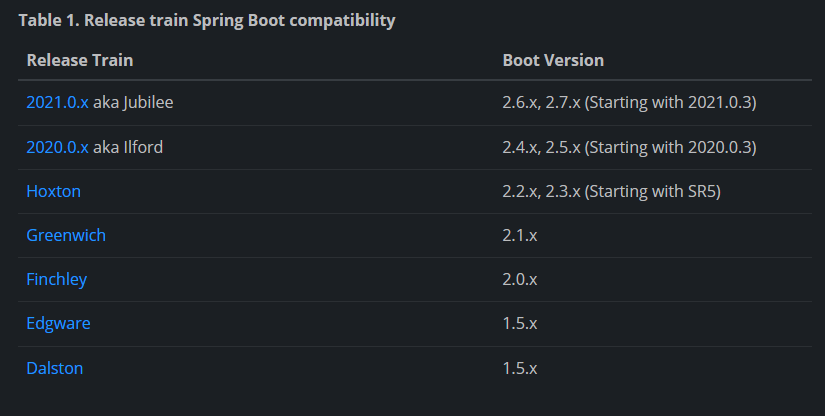 Table 1. Release train Spring Boot compatibility
Release Train Boot Version
2021.0.x aka Jubilee 2.6.x, 2.7.x (Starting with 2021.0.3)
2020.0.x aka Ilford 2.4.x, 2.5.x (Starting with 2020.0.3)
Hoxton 2.2.x, 2.3.x (Starting with SR5)
Greenwich 2.1.x
Finchley 2.0.x
Edgware 1.5.x
Dalston 1.5.x